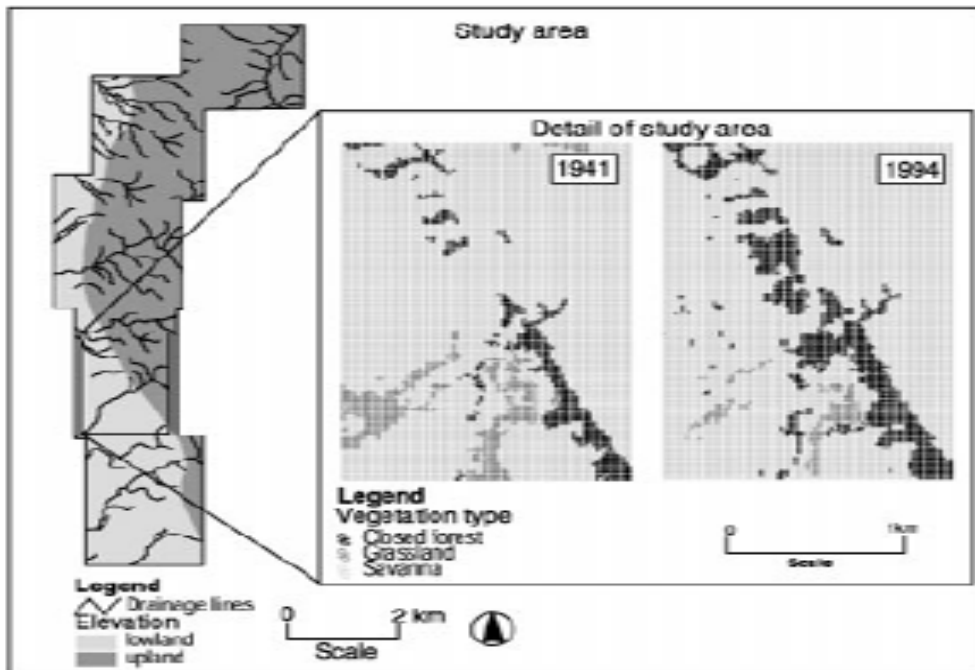 Study area
Detail of study area
1941
1994
Legend
Vegetation type
Closed forest
Grassland
Savanna
0 1km
Scale
Legend
Drainage lines
Elevation
lowland
upland
0 2 km
Scale